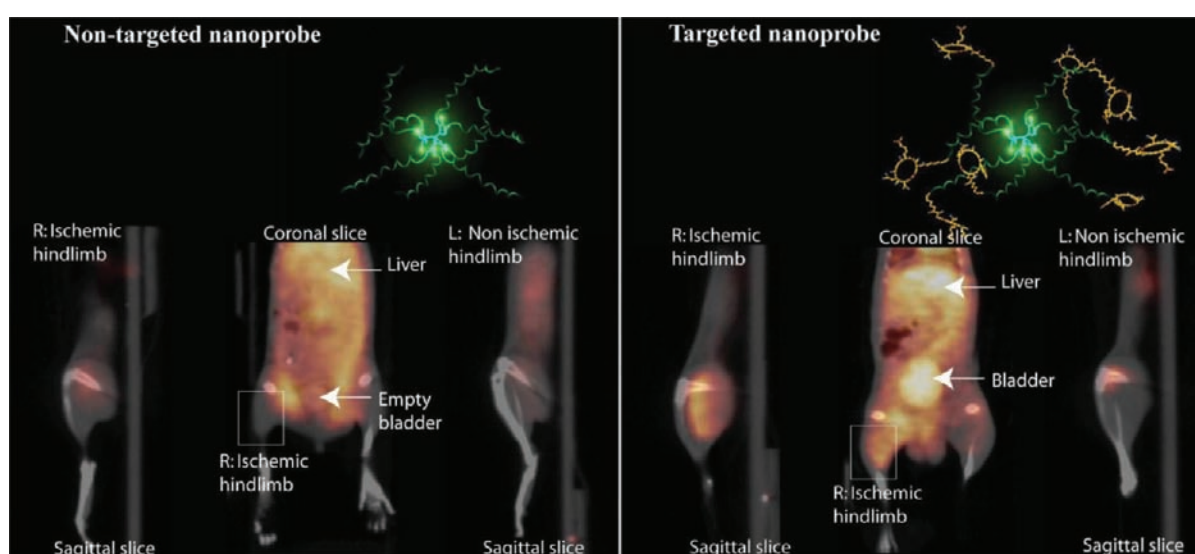 Non-targeted nanoprobe
R: Ischemic
hindlimb
Coronal slice
Liver
L: Non ischemic
hindlimb
Empty
bladder
R: Ischemic
hindlimb
Sagittal slice
Sagittal slice
Targeted nanoprobe
R: Ischemic
hindlimb
Coronal slice
Liver
L: Non ischemic
hindlimb
Bladder
R: Ischemic
hindlimb
Sagittal slice
Sagittal slice